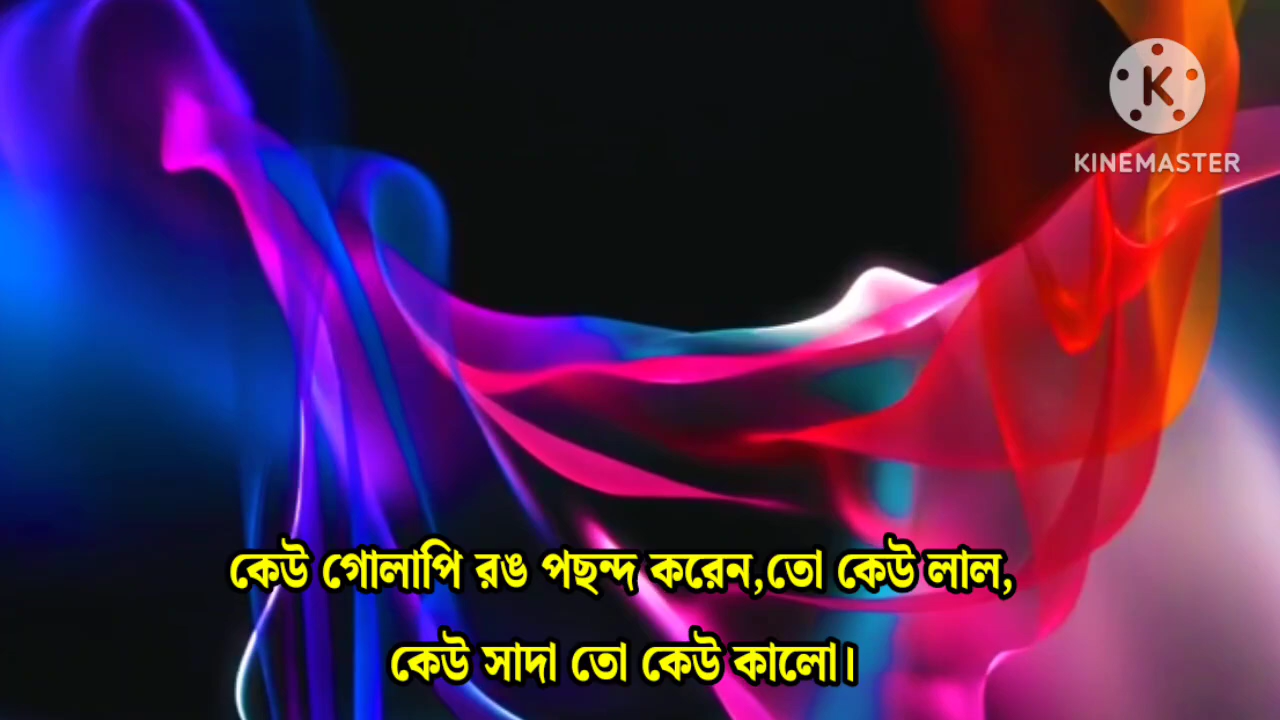 K
KINEMASTER
কেউ গোলাপি রঙ পছন্দ করেন,তো কেউ লাল,
কেউ সাদা তো কেউ কালো।